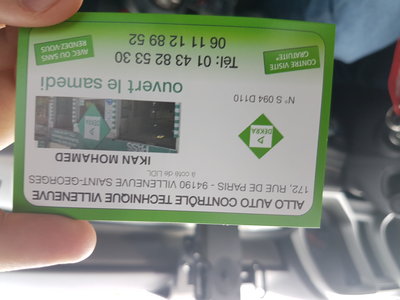 ALLO AUTO CONTRÔLE TECHNIQUE VILLENEUVE
172, RUE DE PARIS - 94190 VILLENEUVE SAINT-GEORGES
à coté de LIDL
IKAN MOHAMED
DEKRA
DEKRA
N° S 094 D110
ouvert le samedi
CONTRE VISITE
GRATUITE*
Tél: 01 43 82 53 30
06 11 12 89 52
AVEC OU SANS
RENDEZ-VOUS